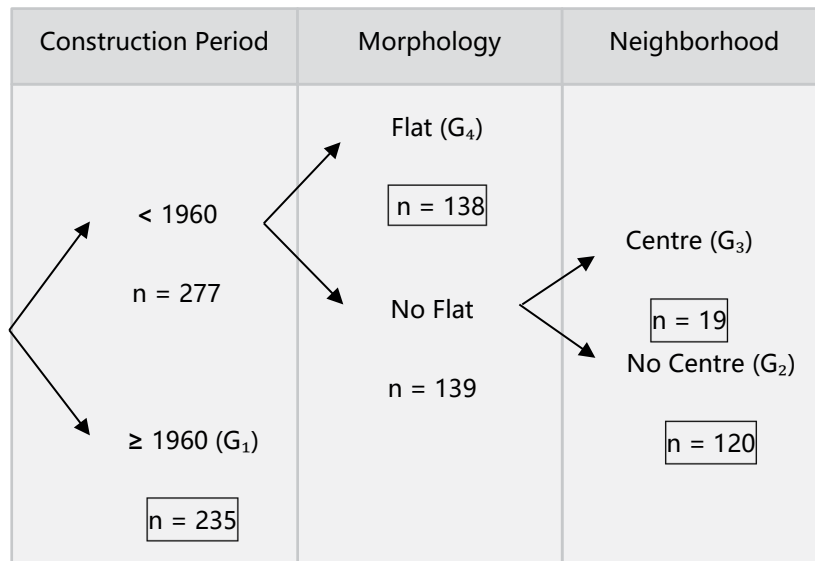 Construction Period
Morphology
Neighborhood
Flat (G₄)
n = 138
< 1960
n = 277
Centre (G₃)
n = 19
No Flat
n = 139
No Centre (G₂)
n = 120
≥ 1960 (G₁)
n = 235